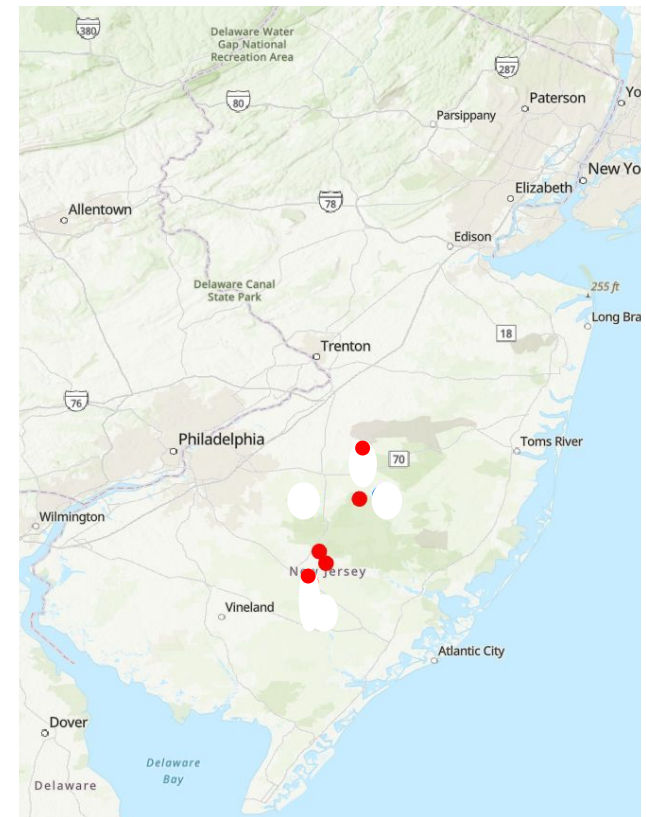 380
Delaware Water
Gap National
Recreation Area
287
80
Paterson
Yo
Parsippany
New Yo
78
Elizabeth
Allentown
Edison
Delaware Canal
State Park
255 ft
Long Bra
18
Trenton
76
Philadelphia
Toms River
70
Wilmington
New Jersey
Vineland
Atlantic City
Dover
Delaware
Bay
Delaware